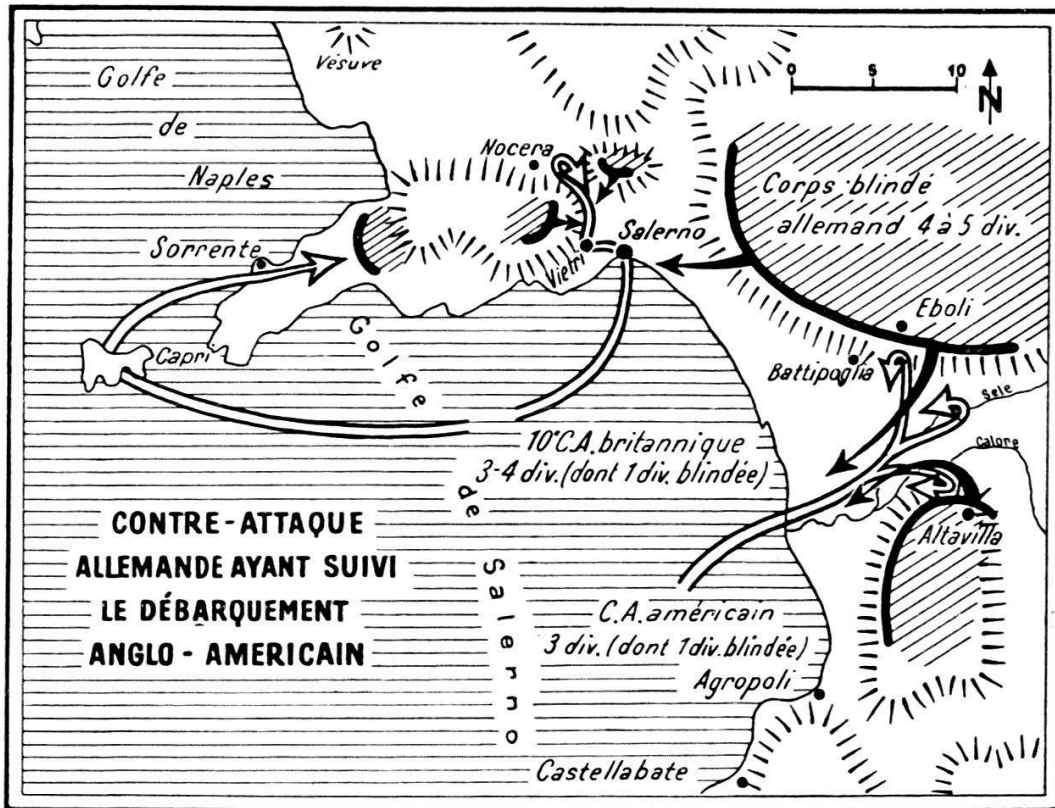 Golfe
de
Naples
Vésuve
0 5 10
N
Nocera
Corps blindé
allemand 4 à 5 div.
Sorrente
Vietri
Salerno
Eboli
Capri
Battipoglia
Sele
Calore
Golfe de Salerno
10e C.A. britannique
3-4 div. (dont 1 div. blindée)
Altavilla
CONTRE-ATTAQUE
ALLEMANDE AYANT SUIVI
LE DÉBARQUEMENT
ANGLO-AMERICAIN
C.A. américain
3 div. (dont 1 div. blindée)
Agropoli
Castellabate